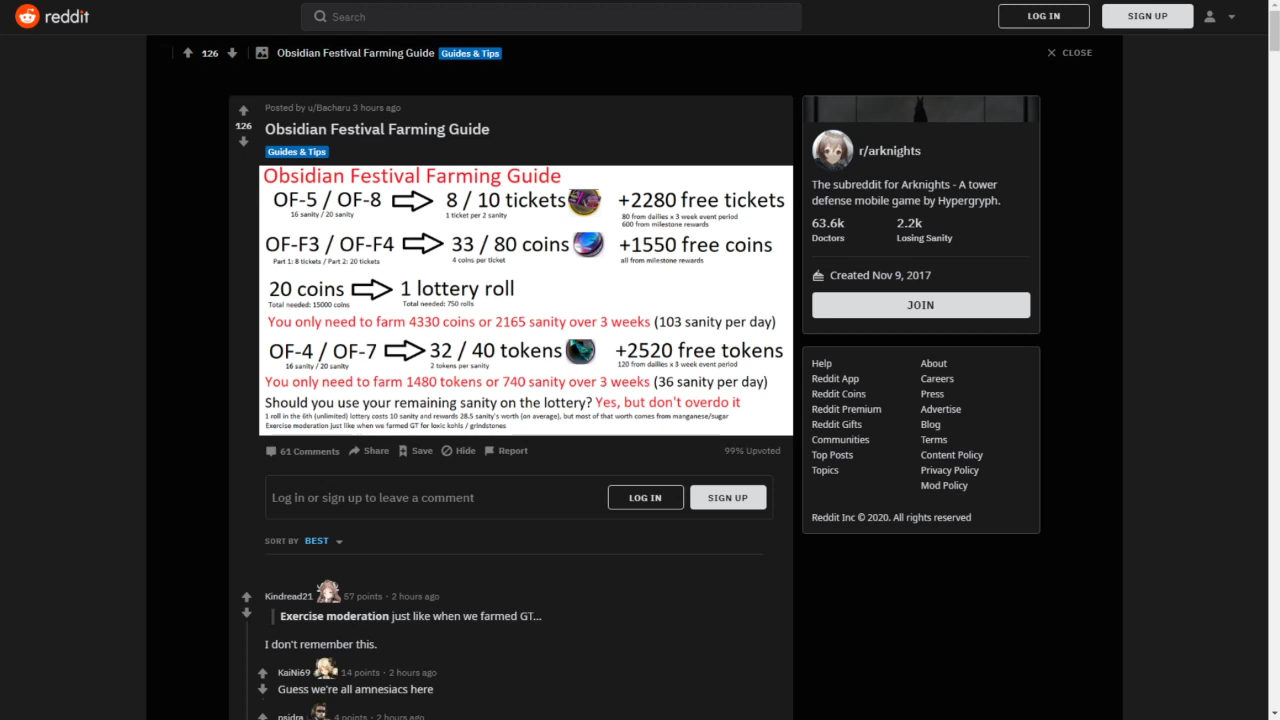 reddit
Search
LOG IN
SIGN UP
126
Obsidian Festival Farming Guide
Guides & Tips
CLOSE
Posted by u/Bacharu 3 hours ago
126
Obsidian Festival Farming Guide
Guides & Tips
Obsidian Festival Farming Guide
OF-5 / OF-8 8 / 10 tickets +2280 free tickets
16 sanity / 20 sanity 1 ticket per 2 sanity 80 from dailies x 3 week event period
600 from milestone rewards
OF-F3 / OF-F4 33 / 80 coins +1550 free coins
Part 1: 8 tickets / Part 2: 20 tickets 4 coins per ticket all from milestone rewards
20 coins 1 lottery roll
Total needed: 15000 coins Total needed: 750 rolls
You only need to farm 4330 coins or 2165 sanity over 3 weeks (103 sanity per day)
OF-4 / OF-7 32 / 40 tokens +2520 free tokens
16 sanity / 20 sanity 2 tokens per sanity 120 from dailies x 3 week event period
You only need to farm 1480 tokens or 740 sanity over 3 weeks (36 sanity per day)
Should you use your remaining sanity on the lottery? Yes, but don't overdo it
1 roll in the 6th (unlimited) lottery costs 10 sanity and rewards 28.5 sanity's worth (on average), but most of that worth comes from manganese/sugar
Exercise moderation just like when we farmed GT for loxic kohls / grindstones
61 Comments Share Save Hide Report 99% Upvoted
Log in or sign up to leave a comment LOG IN SIGN UP
SORT BY BEST
Kindread21 57 points · 2 hours ago
Exercise moderation just like when we farmed GT...
I don't remember this.
KaiNi69 14 points · 2 hours ago
Guess we're all amnesiacs here
nsidra 4 points · 2 hours ago
r/arknights
The subreddit for Arknights - A tower
defense mobile game by Hypergryph.
63.6k 2.2k
Doctors Losing Sanity
Created Nov 9, 2017
JOIN
Help About
Reddit App Careers
Reddit Coins Press
Reddit Premium Advertise
Reddit Gifts Blog
Communities Terms
Top Posts Content Policy
Topics Privacy Policy
Mod Policy
Reddit Inc © 2020. All rights reserved